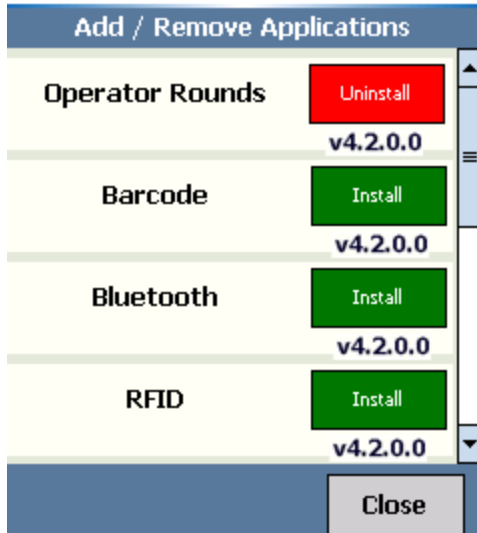 Add / Remove Applications
Operator Rounds Uninstall
v4.2.0.0
Barcode Install
v4.2.0.0
Bluetooth Install
v4.2.0.0
RFID Install
v4.2.0.0
Close